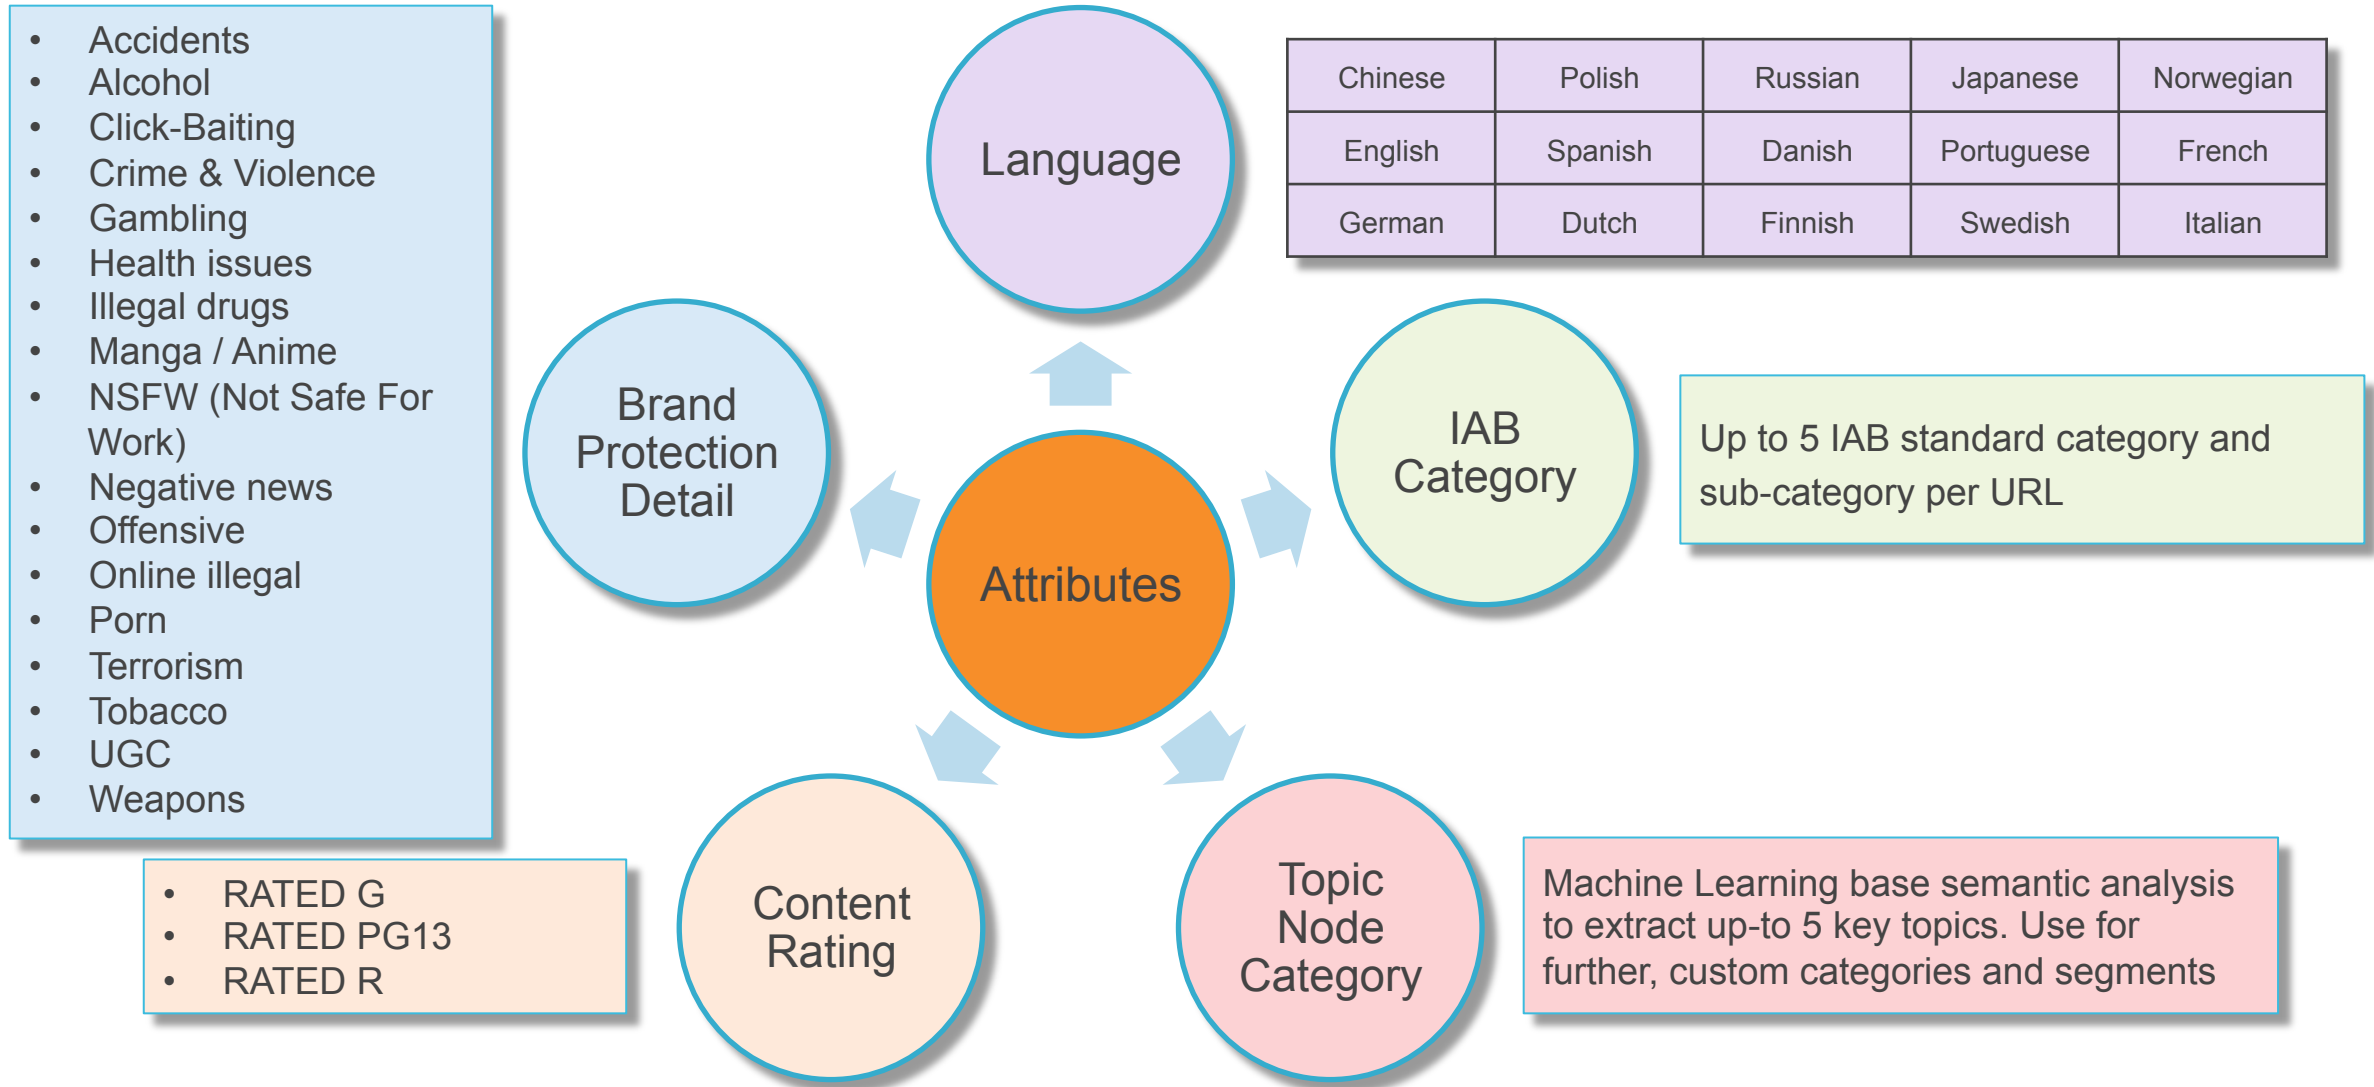 • Accidents
• Alcohol
• Click-Baiting
• Crime & Violence
• Gambling
• Health issues
• Illegal drugs
• Manga / Anime
• NSFW (Not Safe For
Work)
• Negative news
• Offensive
• Online illegal
• Porn
• Terrorism
• Tobacco
• UGC
• Weapons
Language
Chinese Polish Russian Japanese Norwegian
English Spanish Danish Portuguese French
German Dutch Finnish Swedish Italian
Brand
Protection
Detail
IAB
Category
Up to 5 IAB standard category and
sub-category per URL
Attributes
• RATED G
• RATED PG13
• RATED R
Content
Rating
Topic
Node
Category
Machine Learning base semantic analysis
to extract up-to 5 key topics. Use for
further, custom categories and segments